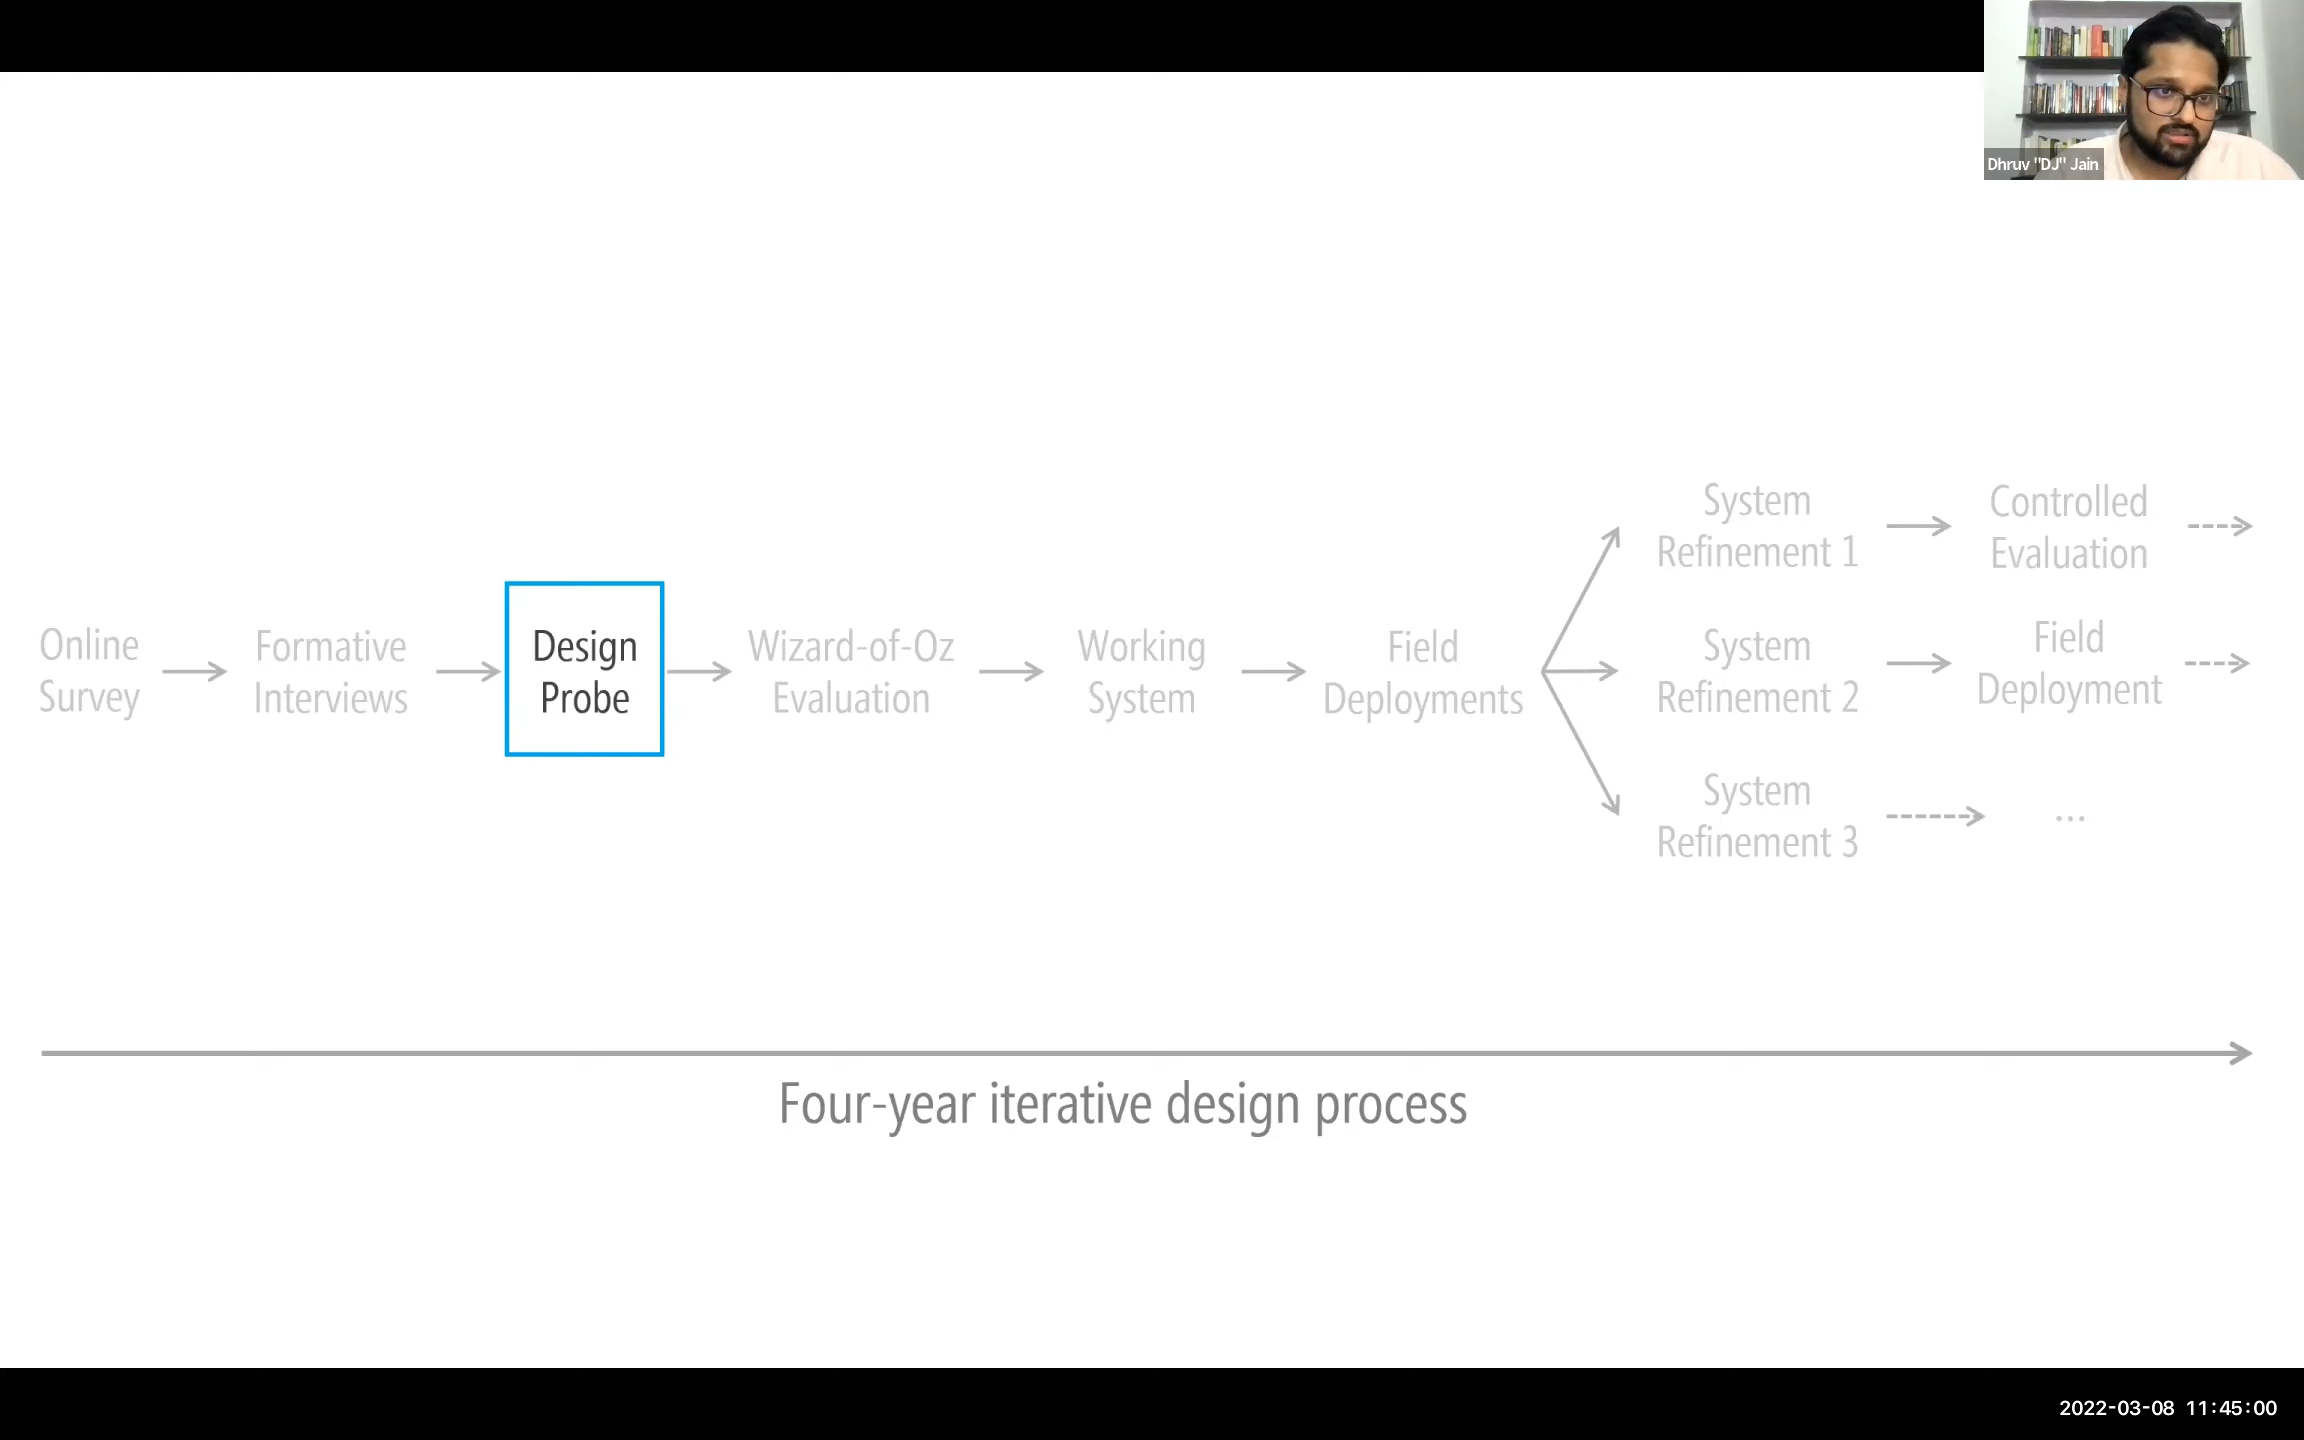 Dhruv "DJ" Jain
Online
Survey
Formative
Interviews
Design
Probe
Wizard-of-Oz
Evaluation
Working
System
Field
Deployments
System
Refinement 1
Controlled
Evaluation
System
Refinement 2
Field
Deployment
System
Refinement 3
...
Four-year iterative design process
2022-03-08 11:45:00